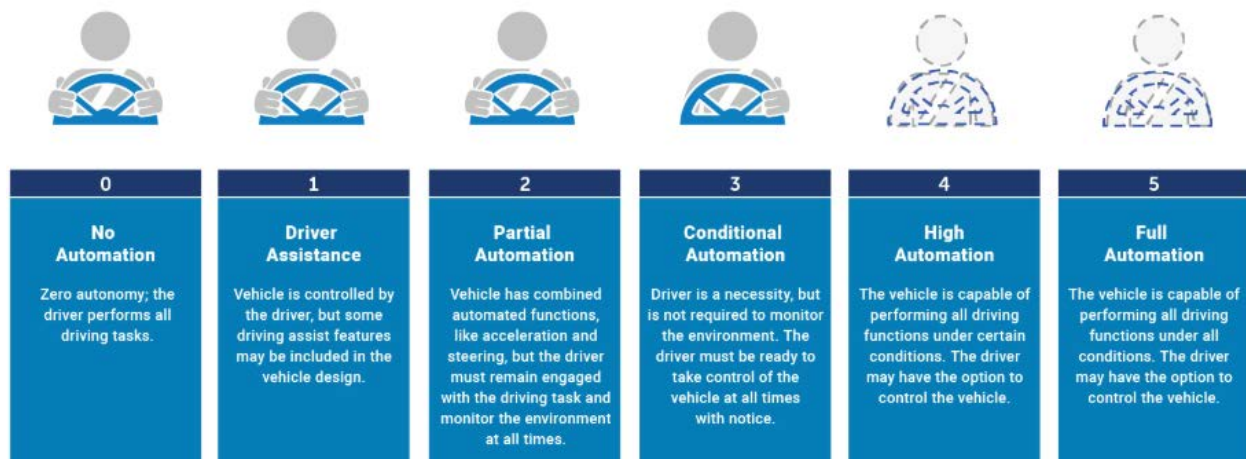 0
No
Automation
Zero autonomy; the
driver performs all
driving tasks.
1
Driver
Assistance
Vehicle is controlled by
the driver, but some
driving assist features
may be included in the
vehicle design.
2
Partial
Automation
Vehicle has combined
automated functions,
like acceleration and
steering, but the driver
must remain engaged
with the driving task and
monitor the environment
at all times.
3
Conditional
Automation
Driver is a necessity, but
is not required to monitor
the environment. The
driver must be ready to
take control of the
vehicle at all times
with notice.
4
High
Automation
The vehicle is capable of
performing all driving
functions under certain
conditions. The driver
may have the option to
control the vehicle.
5
Full
Automation
The vehicle is capable of
performing all driving
functions under all
conditions. The driver
may have the option to
control the vehicle.